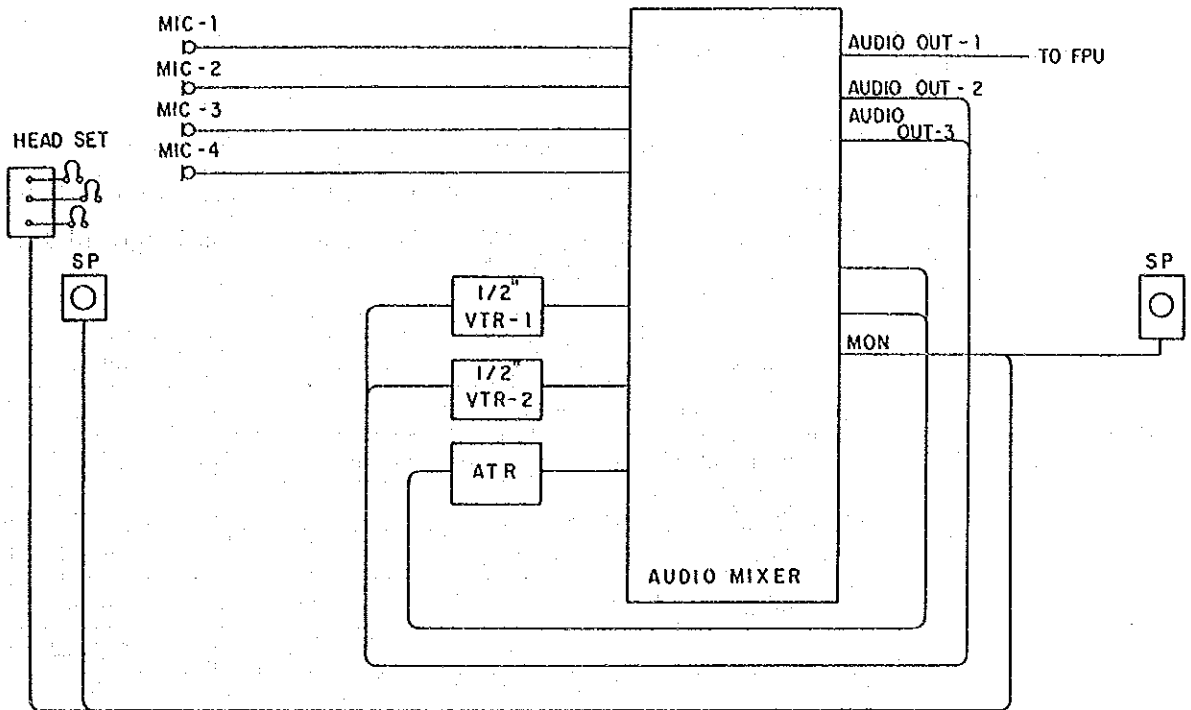 MIC-1
MIC-2
MIC-3
MIC-4
HEAD SET
SP
1/2"
VTR-1
1/2"
VTR-2
ATR
AUDIO MIXER
AUDIO OUT-1
TO FPU
AUDIO OUT-2
AUDIO
OUT-3
MON
SP